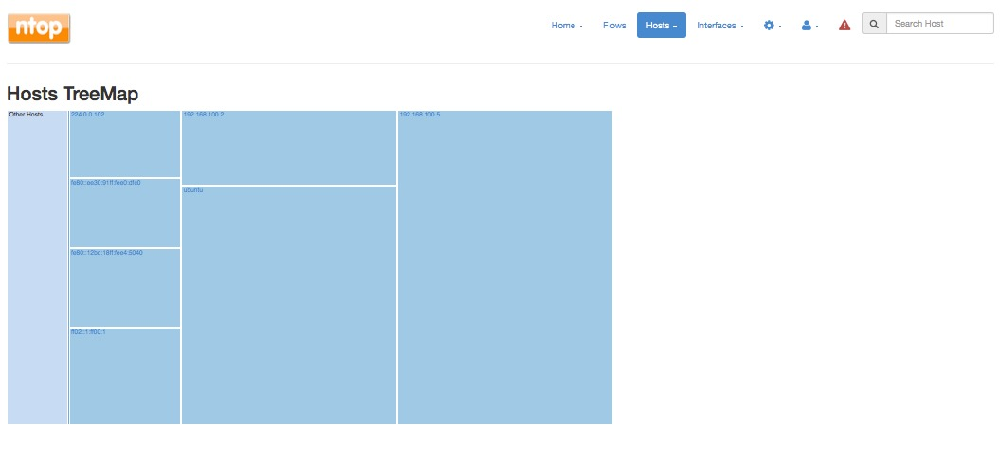 ntop
Home
Flows
Hosts
Interfaces
Search Host
Hosts TreeMap
Other Hosts
224.0.0.102
192.168.100.2
192.168.100.5
fe80::ee30:91ff:fee0:dfc0
ubuntu
fe80::12bd:18ff:fee4:5040
ff02::1:ff00:1